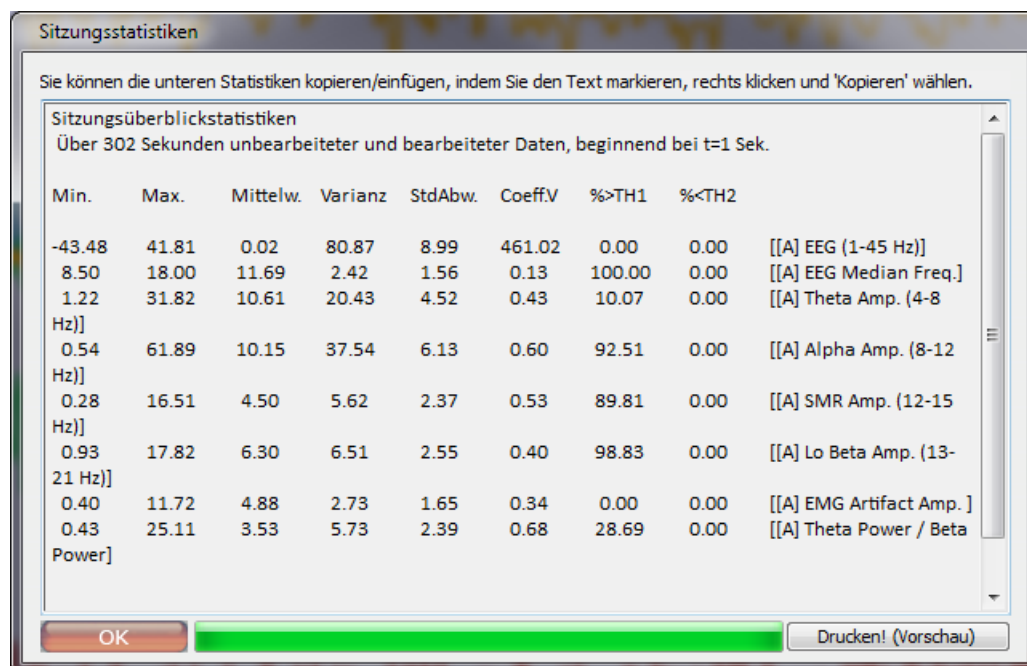 Sitzungsstatistiken
Sie können die unteren Statistiken kopieren/einfügen, indem Sie den Text markieren, rechts klicken und 'Kopieren' wählen.
Sitzungsüberblickstatistiken
Über 302 Sekunden unbearbeiteter und bearbeiteter Daten, beginnend bei t=1 Sek.
Min. Max. Mittelw. Varianz StdAbw. Coeff.V %>TH1 %<TH2
-43.48 41.81 0.02 80.87 8.99 461.02 0.00 0.00 [[A] EEG (1-45 Hz)]
8.50 18.00 11.69 2.42 1.56 0.13 100.00 0.00 [[A] EEG Median Freq.]
1.22 31.82 10.61 20.43 4.52 0.43 10.07 0.00 [[A] Theta Amp. (4-8
Hz)]
0.54 61.89 10.15 37.54 6.13 0.60 92.51 0.00 [[A] Alpha Amp. (8-12
Hz)]
0.28 16.51 4.50 5.62 2.37 0.53 89.81 0.00 [[A] SMR Amp. (12-15
Hz)]
0.93 17.82 6.30 6.51 2.55 0.40 98.83 0.00 [[A] Lo Beta Amp. (13-
21 Hz)]
0.40 11.72 4.88 2.73 1.65 0.34 0.00 0.00 [[A] EMG Artifact Amp. ]
0.43 25.11 3.53 5.73 2.39 0.68 28.69 0.00 [[A] Theta Power / Beta
Power]
OK Drucken! (Vorschau)